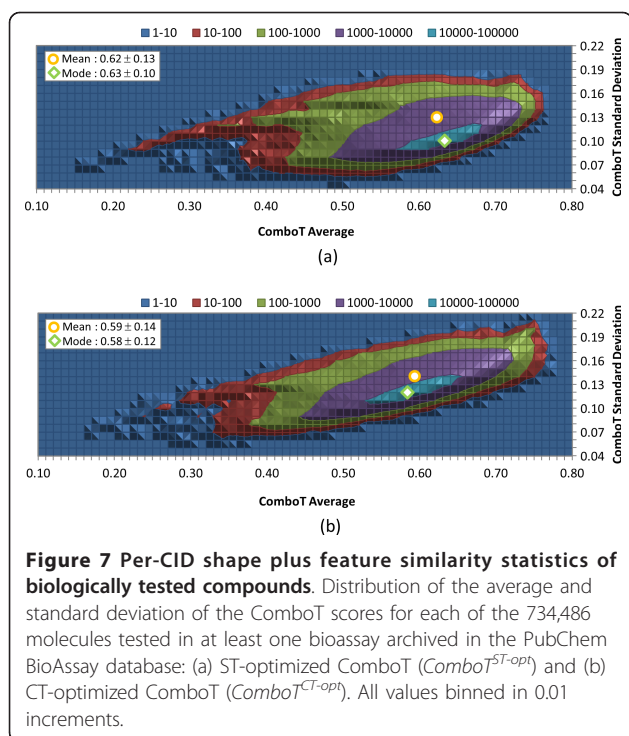 1-10 10-100 100-1000 1000-10000 10000-100000
Mean : 0.62 ± 0.13
Mode : 0.63 ± 0.10
0.22
0.19
0.16
0.13
0.10
0.07
0.04
ComboT Standard Deviation
0.10 0.20 0.30 0.40 0.50 0.60 0.70 0.80
ComboT Average
(a)
1-10 10-100 100-1000 1000-10000 10000-100000
Mean : 0.59 ± 0.14
Mode : 0.58 ± 0.12
0.22
0.19
0.16
0.13
0.10
0.07
0.04
ComboT Standard Deviation
0.10 0.20 0.30 0.40 0.50 0.60 0.70 0.80
ComboT Average
(b)
Figure 7 Per-CID shape plus feature similarity statistics of
biologically tested compounds. Distribution of the average and
standard deviation of the ComboT scores for each of the 734,486
molecules tested in at least one bioassay archived in the PubChem
BioAssay database: (a) ST-optimized ComboT (ComboT^ST-opt) and (b)
CT-optimized ComboT (ComboT^CT-opt). All values binned in 0.01
increments.